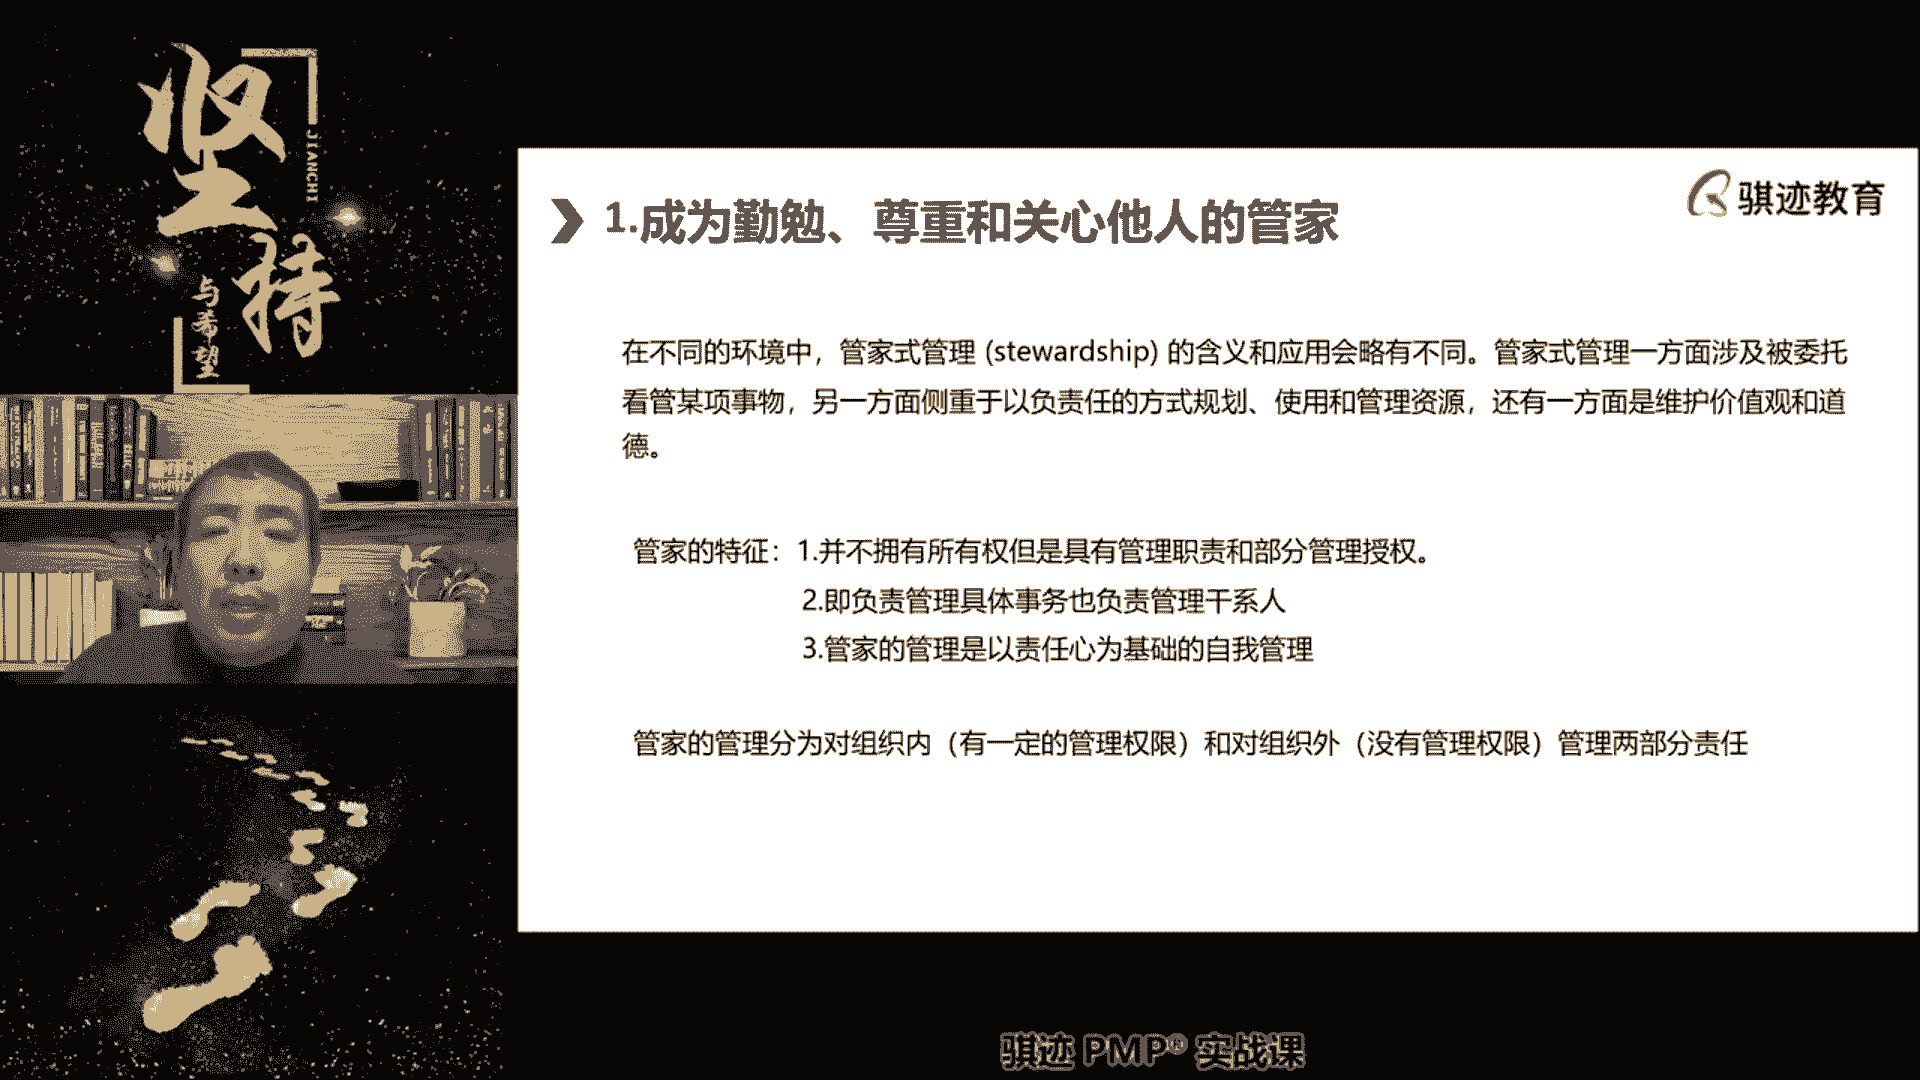 坚持
JIANCHI
与希望
骐迹教育
1.成为勤勉、尊重和关心他人的管家
在不同的环境中，管家式管理 (stewardship) 的含义和应用会略有不同。管家式管理一方面涉及被委托
看管某项事物，另一方面侧重于以负责任的方式规划、使用和管理资源，还有一方面是维护价值观和道
德。
管家的特征：1.并不拥有所有权但是具有管理职责和部分管理授权。
2.即负责管理具体事务也负责管理干系人
3.管家的管理是以责任心为基础的自我管理
管家的管理分为对组织内（有一定的管理权限）和对组织外（没有管理权限）管理两部分责任
骐迹 PMP® 实战课